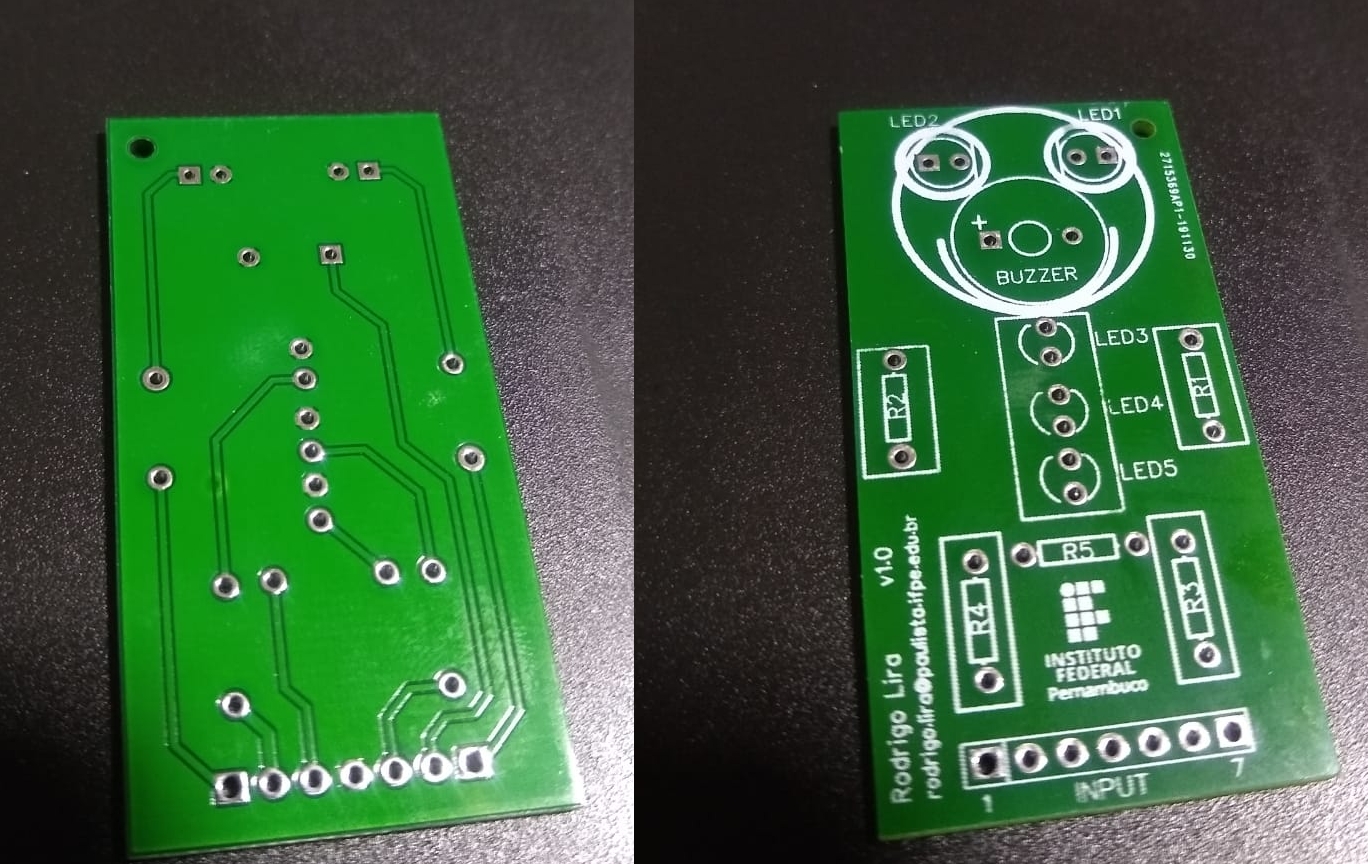 LED2
LED1
2715369AP1-191130
+
BUZZER
LED3
R2
R1
LED4
LED5
v1.0
R5
R4
R3
INSTITUTO
FEDERAL
Pernambuco
Rodrigo Lira
rodrigo.lira@paulista.ifpe.edu.br
1
INPUT
7